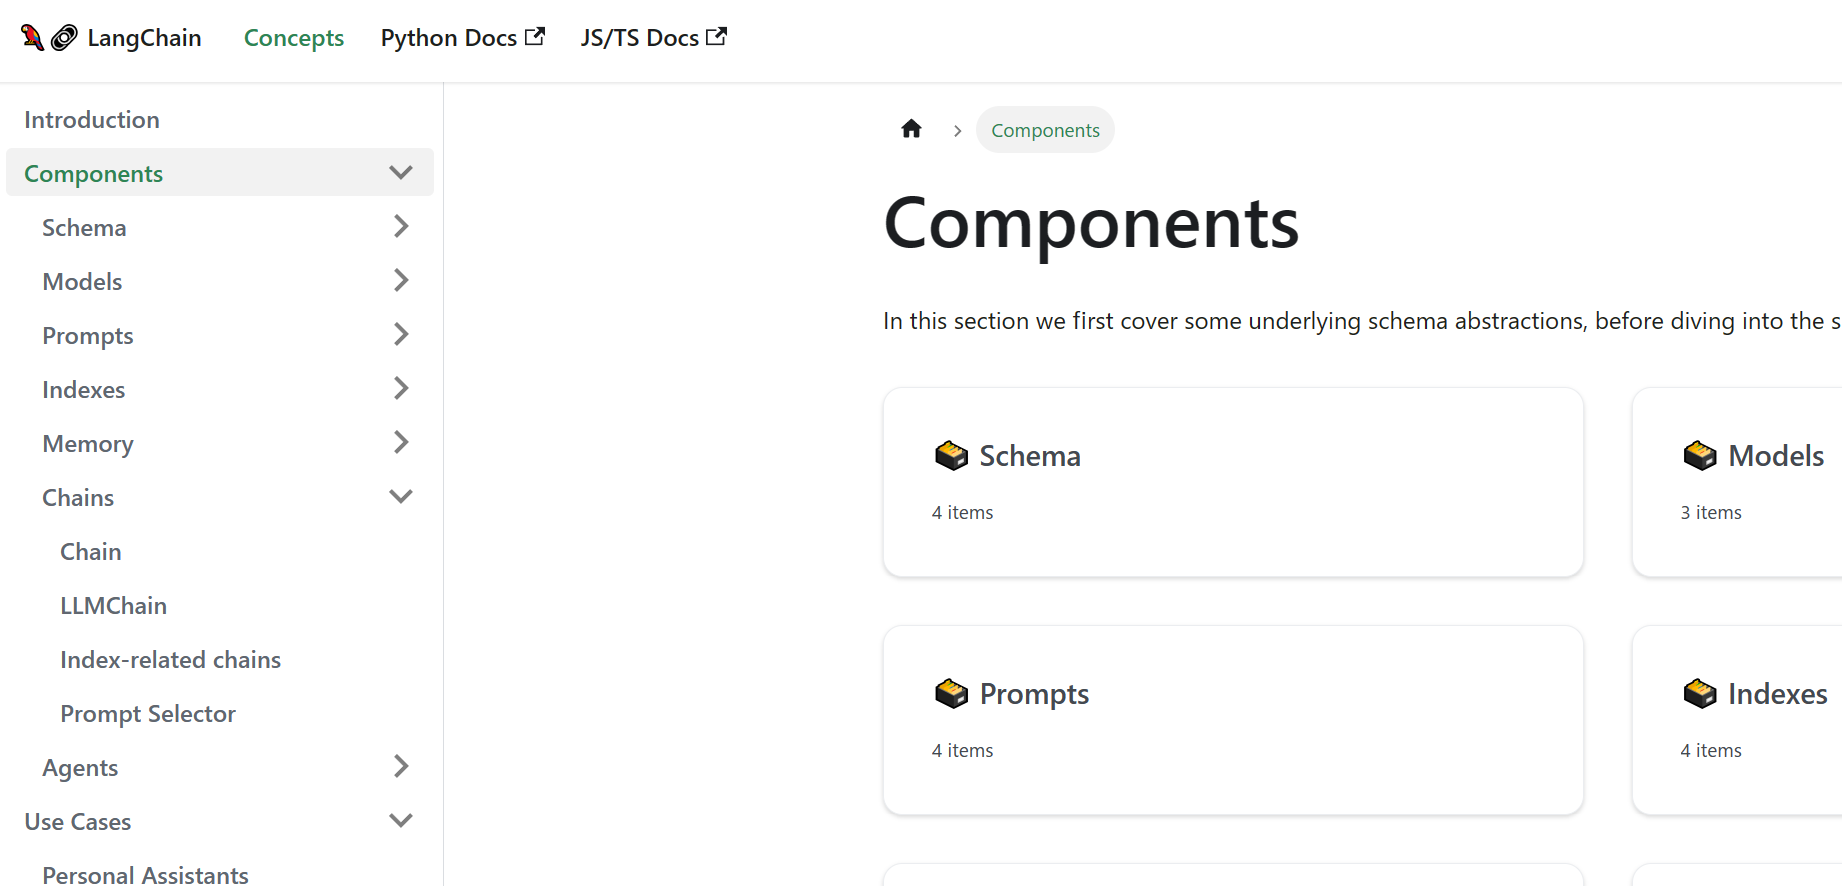 LangChain Concepts Python Docs JS/TS Docs
Introduction
Components
Schema
Models
Prompts
Indexes
Memory
Chains
Chain
LLMChain
Index-related chains
Prompt Selector
Agents
Use Cases
Personal Assistants
Components
Components
In this section we first cover some underlying schema abstractions, before diving into the s
Schema
4 items
Models
3 items
Prompts
4 items
Indexes
4 items